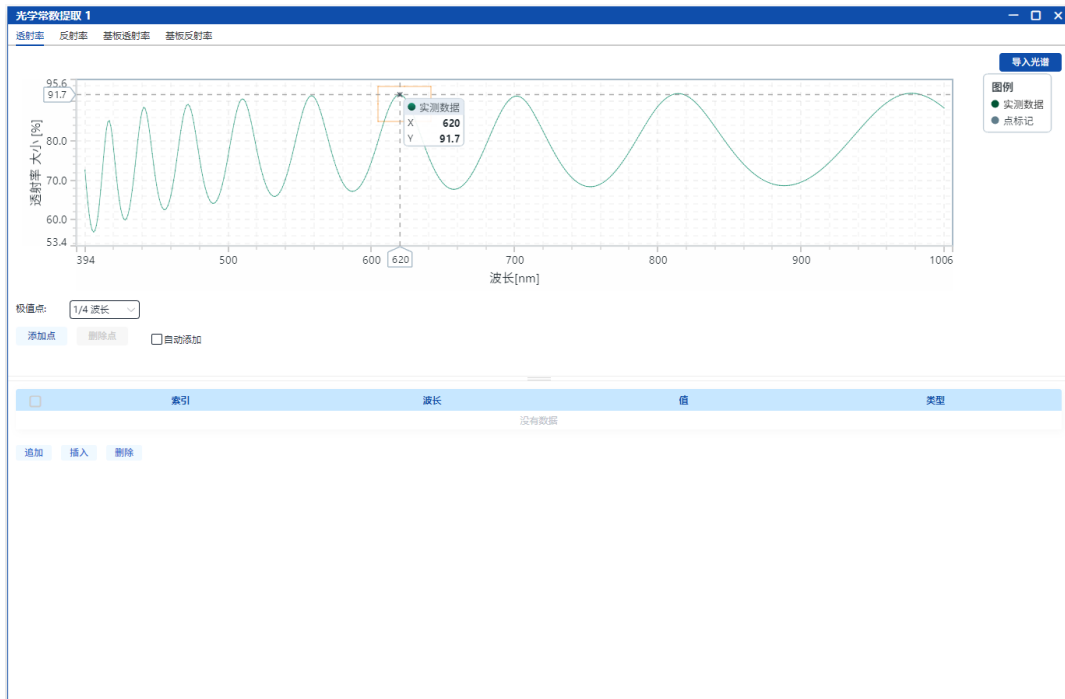 光学常数提取 1
透射率 反射率 基板透射率 基板反射率
导入光谱
图例
实测数据
点标记
95.6
91.7
80.0
70.0
60.0
53.4
透射率 大小 [%]
实测数据
X 620
Y 91.7
394 500 600 620 700 800 900 1006
波长[nm]
极值点: 1/4 波长
添加点 删除点 自动添加
索引 波长 值 类型
没有数据
追加 插入 删除